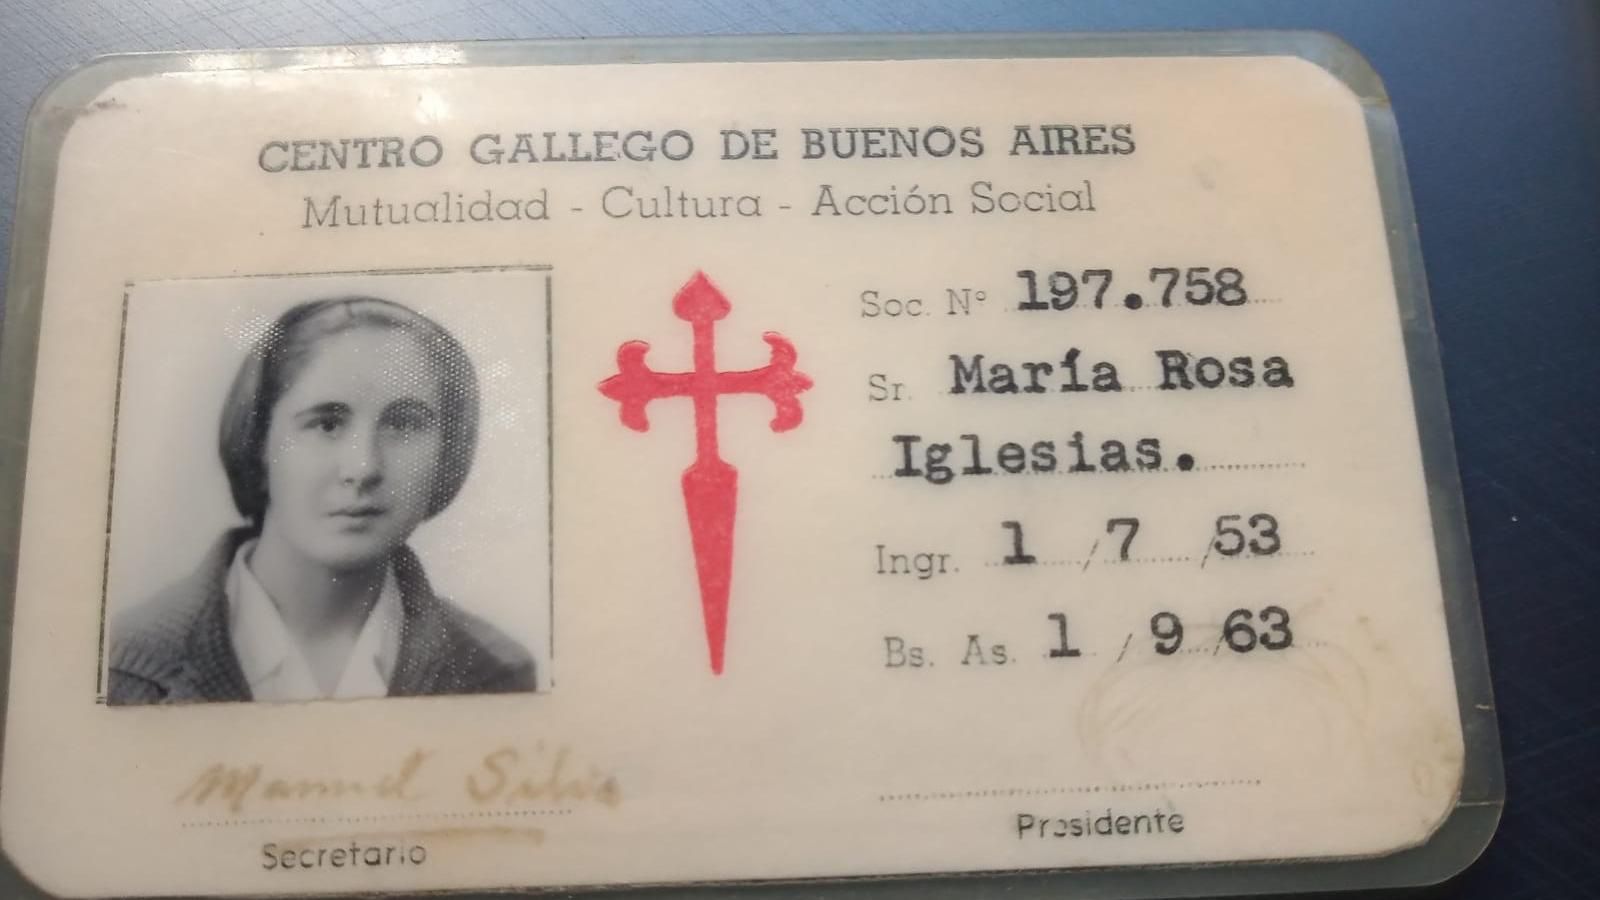 CENTRO GALLEGO DE BUENOS AIRES
Mutualidad - Cultura - Acción Social
Soc. Nº 197.758
Sr. María Rosa
Iglesias.
Ingr. 1 / 7 / 53
Bs. As. 1 / 9 / 63
Manuel Silva
Secretario
Presidente